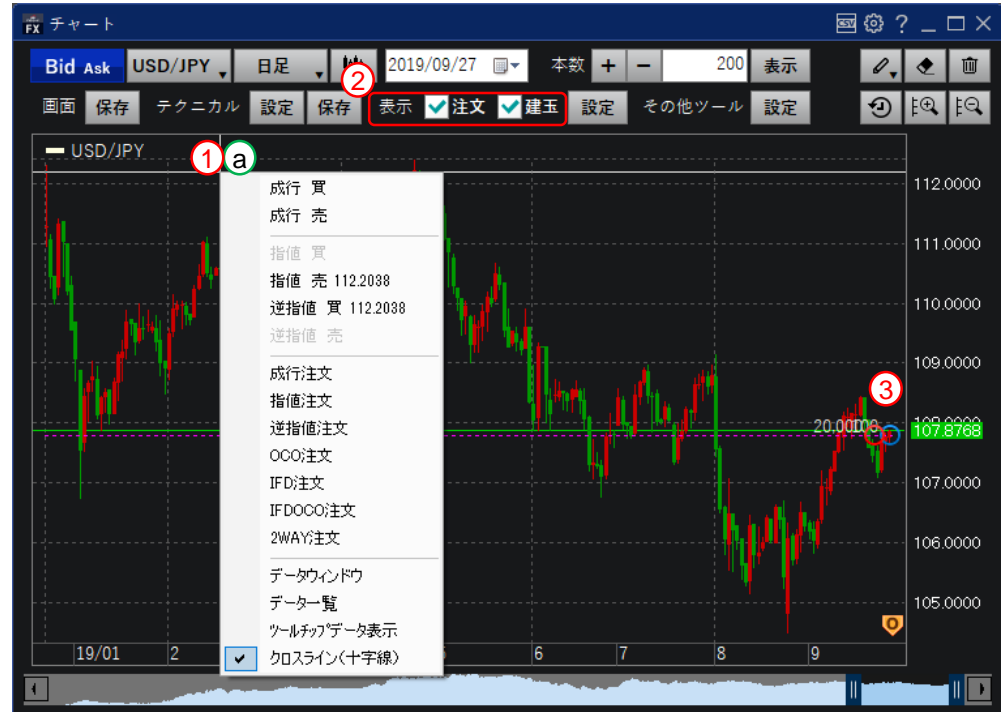 FX チャート CSV ?
Bid Ask USD/JPY 日足 2019/09/27 本数 + − 200 表示
②
画面 保存 テクニカル 設定 保存 表示 注文 建玉 設定 その他ツール 設定
USD/JPY
① a
112.0000
111.0000
110.0000
109.0000
③
108.0000
20,000
107.8768
107.0000
106.0000
105.0000
O
成行 買
成行 売
指値 買
指値 売 112.2038
逆指値 買 112.2038
逆指値 売
成行注文
指値注文
逆指値注文
OCO注文
IFD注文
IFDOCO注文
2WAY注文
データウィンドウ
データ一覧
ツールチップデータ表示
クロスライン(十字線)
19/01 2 6 7 8 9